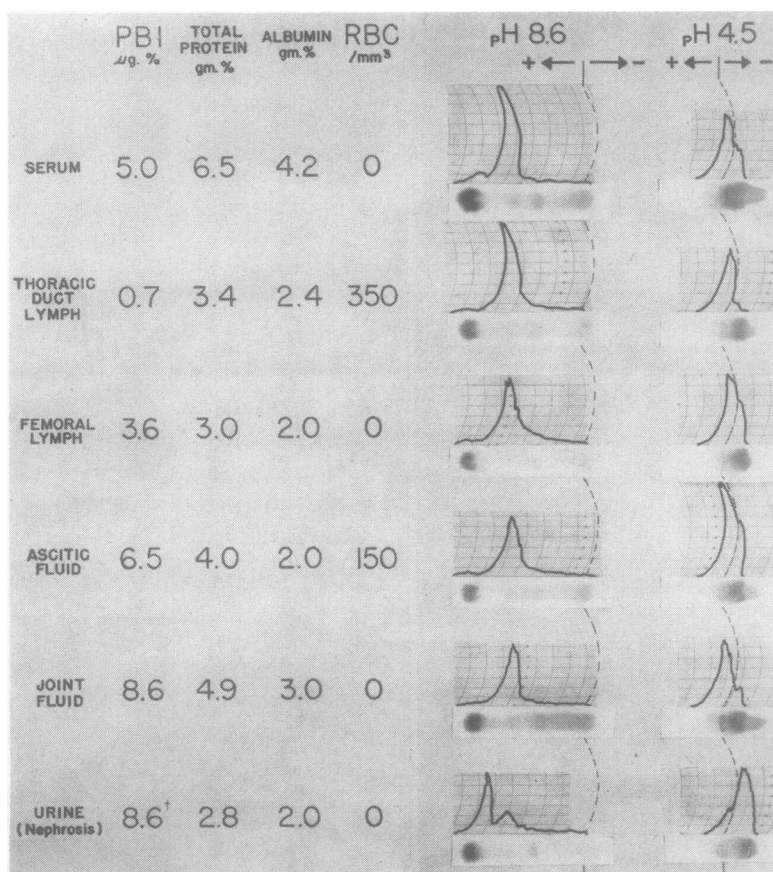 PBI TOTAL PROTEIN ALBUMIN RBC pH 8.6 pH 4.5
µg. % gm. % gm. % /mm³ + − + −
SERUM 5.0 6.5 4.2 0
THORACIC DUCT LYMPH 0.7 3.4 2.4 350
FEMORAL LYMPH 3.6 3.0 2.0 0
ASCITIC FLUID 6.5 4.0 2.0 150
JOINT FLUID 8.6 4.9 3.0 0
URINE (Nephrosis) 8.6† 2.8 2.0 0